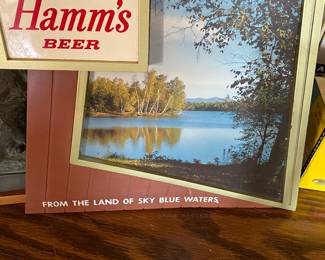 Hamm's
BEER
FROM THE LAND OF SKY BLUE WATERS